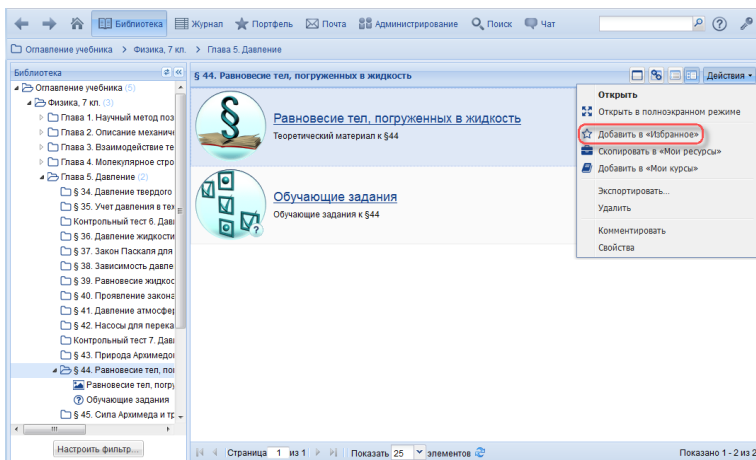 Библиотека Журнал Портфель Почта Администрирование Поиск Чат
Оглавление учебника > Физика, 7 кл. > Глава 5. Давление
Библиотека
§ 44. Равновесие тел, погруженных в жидкость
Действия
Оглавление учебника (5)
Физика, 7 кл. (3)
Глава 1. Научный метод поз
Глава 2. Описание механиче
Глава 3. Взаимодействие те
Глава 4. Молекулярное стро
Глава 5. Давление (2)
§ 34. Давление твердого
§ 35. Учет давления в тех
Контрольный тест 6. Дав
§ 36. Давление жидкости
§ 37. Закон Паскаля для
§ 38. Зависимость давле
§ 39. Равновесие жидкос
§ 40. Проявление закона
§ 41. Давление атмосфер
§ 42. Насосы для перека
Контрольный тест 7. Дав
§ 43. Природа Архимедо
§ 44. Равновесие тел, по
Равновесие тел, погру
Обучающие задания
§ 45. Сила Архимеда и тр
Настроить фильтр...
§
Равновесие тел, погруженных в жидкость
Теоретический материал к §44
Обучающие задания
Обучающие задания к §44
Открыть
Открыть в полноэкранном режиме
Добавить в «Избранное»
Скопировать в «Мои ресурсы»
Добавить в «Мои курсы»
Экспортировать...
Удалить
Комментировать
Свойства
Страница 1 из 1 Показать 25 элементов
Показано 1 - 2 из 2